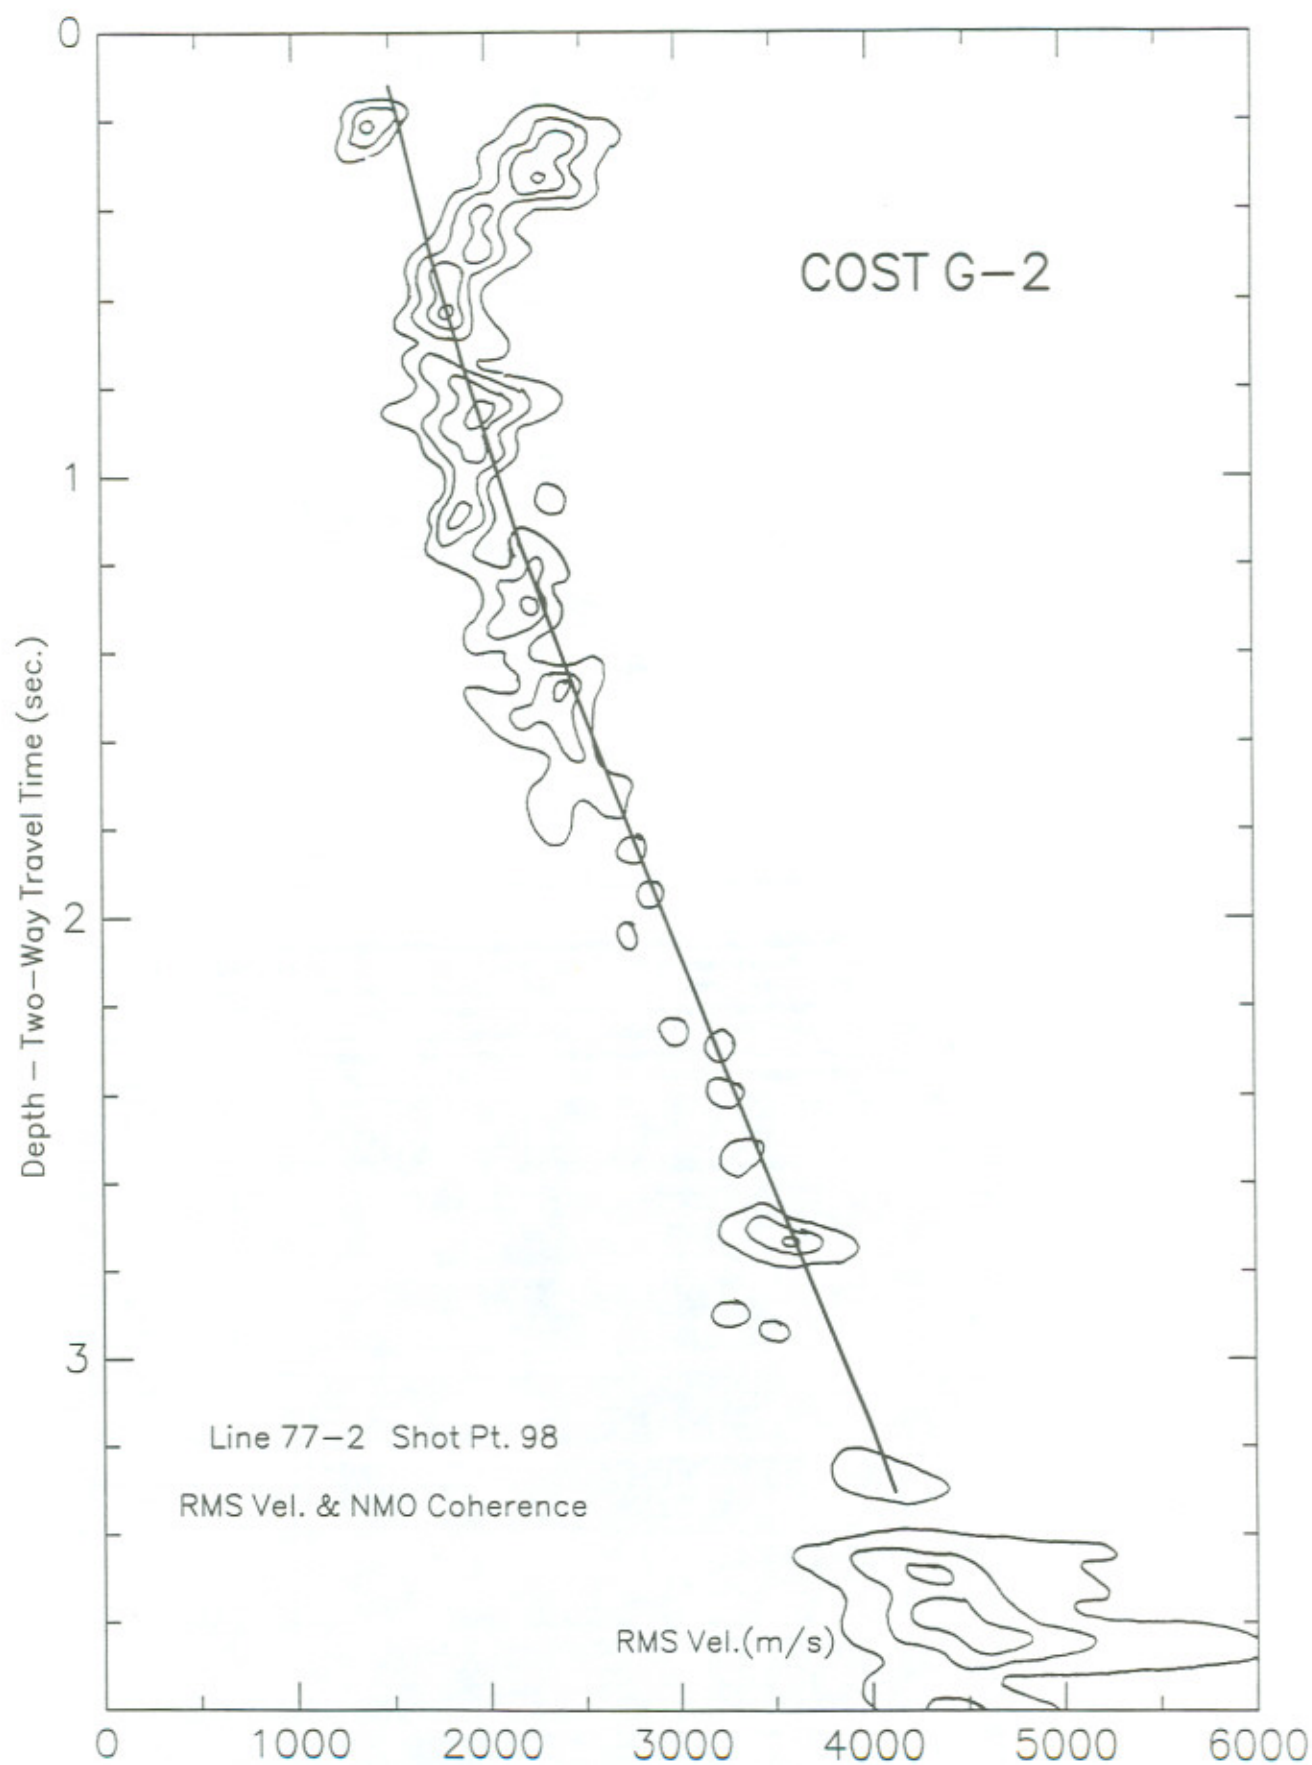 0
COST G-2
1
Depth - Two-Way Travel Time (sec.)
2
3
Line 77-2 Shot Pt. 98
RMS Vel. & NMO Coherence
RMS Vel.(m/s)
0 1000 2000 3000 4000 5000 6000